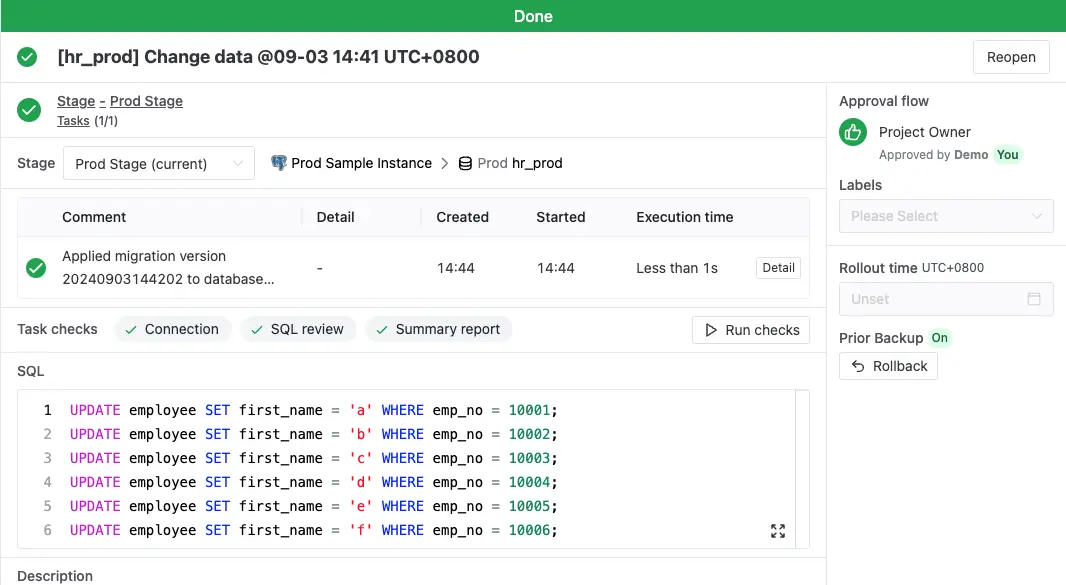 Done
[hr_prod] Change data @09-03 14:41 UTC+0800
Reopen
Stage - Prod Stage
Tasks (1/1)
Stage Prod Stage (current) Prod Sample Instance > Prod hr_prod
Comment Detail Created Started Execution time
Applied migration version
20240903144202 to database...
- 14:44 14:44 Less than 1s Detail
Task checks Connection SQL review Summary report Run checks
SQL
1 UPDATE employee SET first_name = 'a' WHERE emp_no = 10001;
2 UPDATE employee SET first_name = 'b' WHERE emp_no = 10002;
3 UPDATE employee SET first_name = 'c' WHERE emp_no = 10003;
4 UPDATE employee SET first_name = 'd' WHERE emp_no = 10004;
5 UPDATE employee SET first_name = 'e' WHERE emp_no = 10005;
6 UPDATE employee SET first_name = 'f' WHERE emp_no = 10006;
Description
Approval flow
Project Owner
Approved by Demo You
Labels
Please Select
Rollout time UTC+0800
Unset
Prior Backup On
Rollback